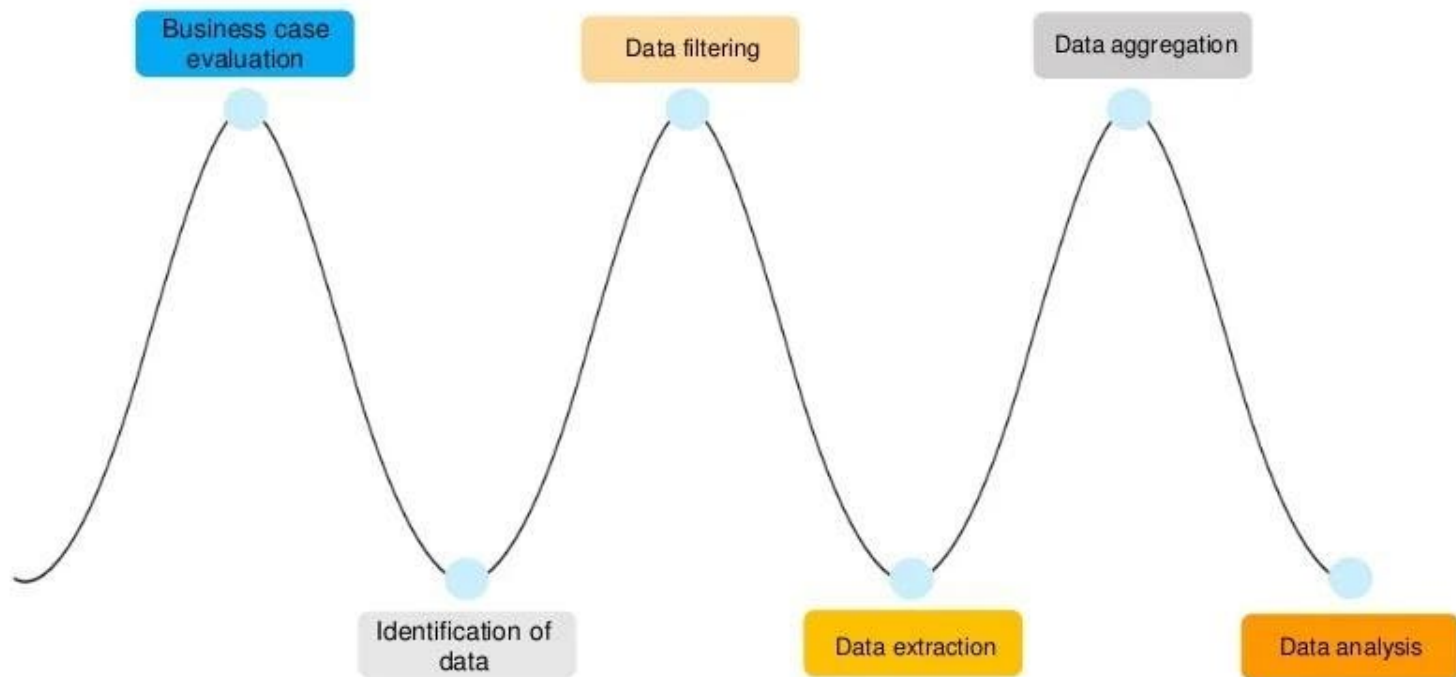 Business case
evaluation
Data filtering
Data aggregation
Identification of
data
Data extraction
Data analysis